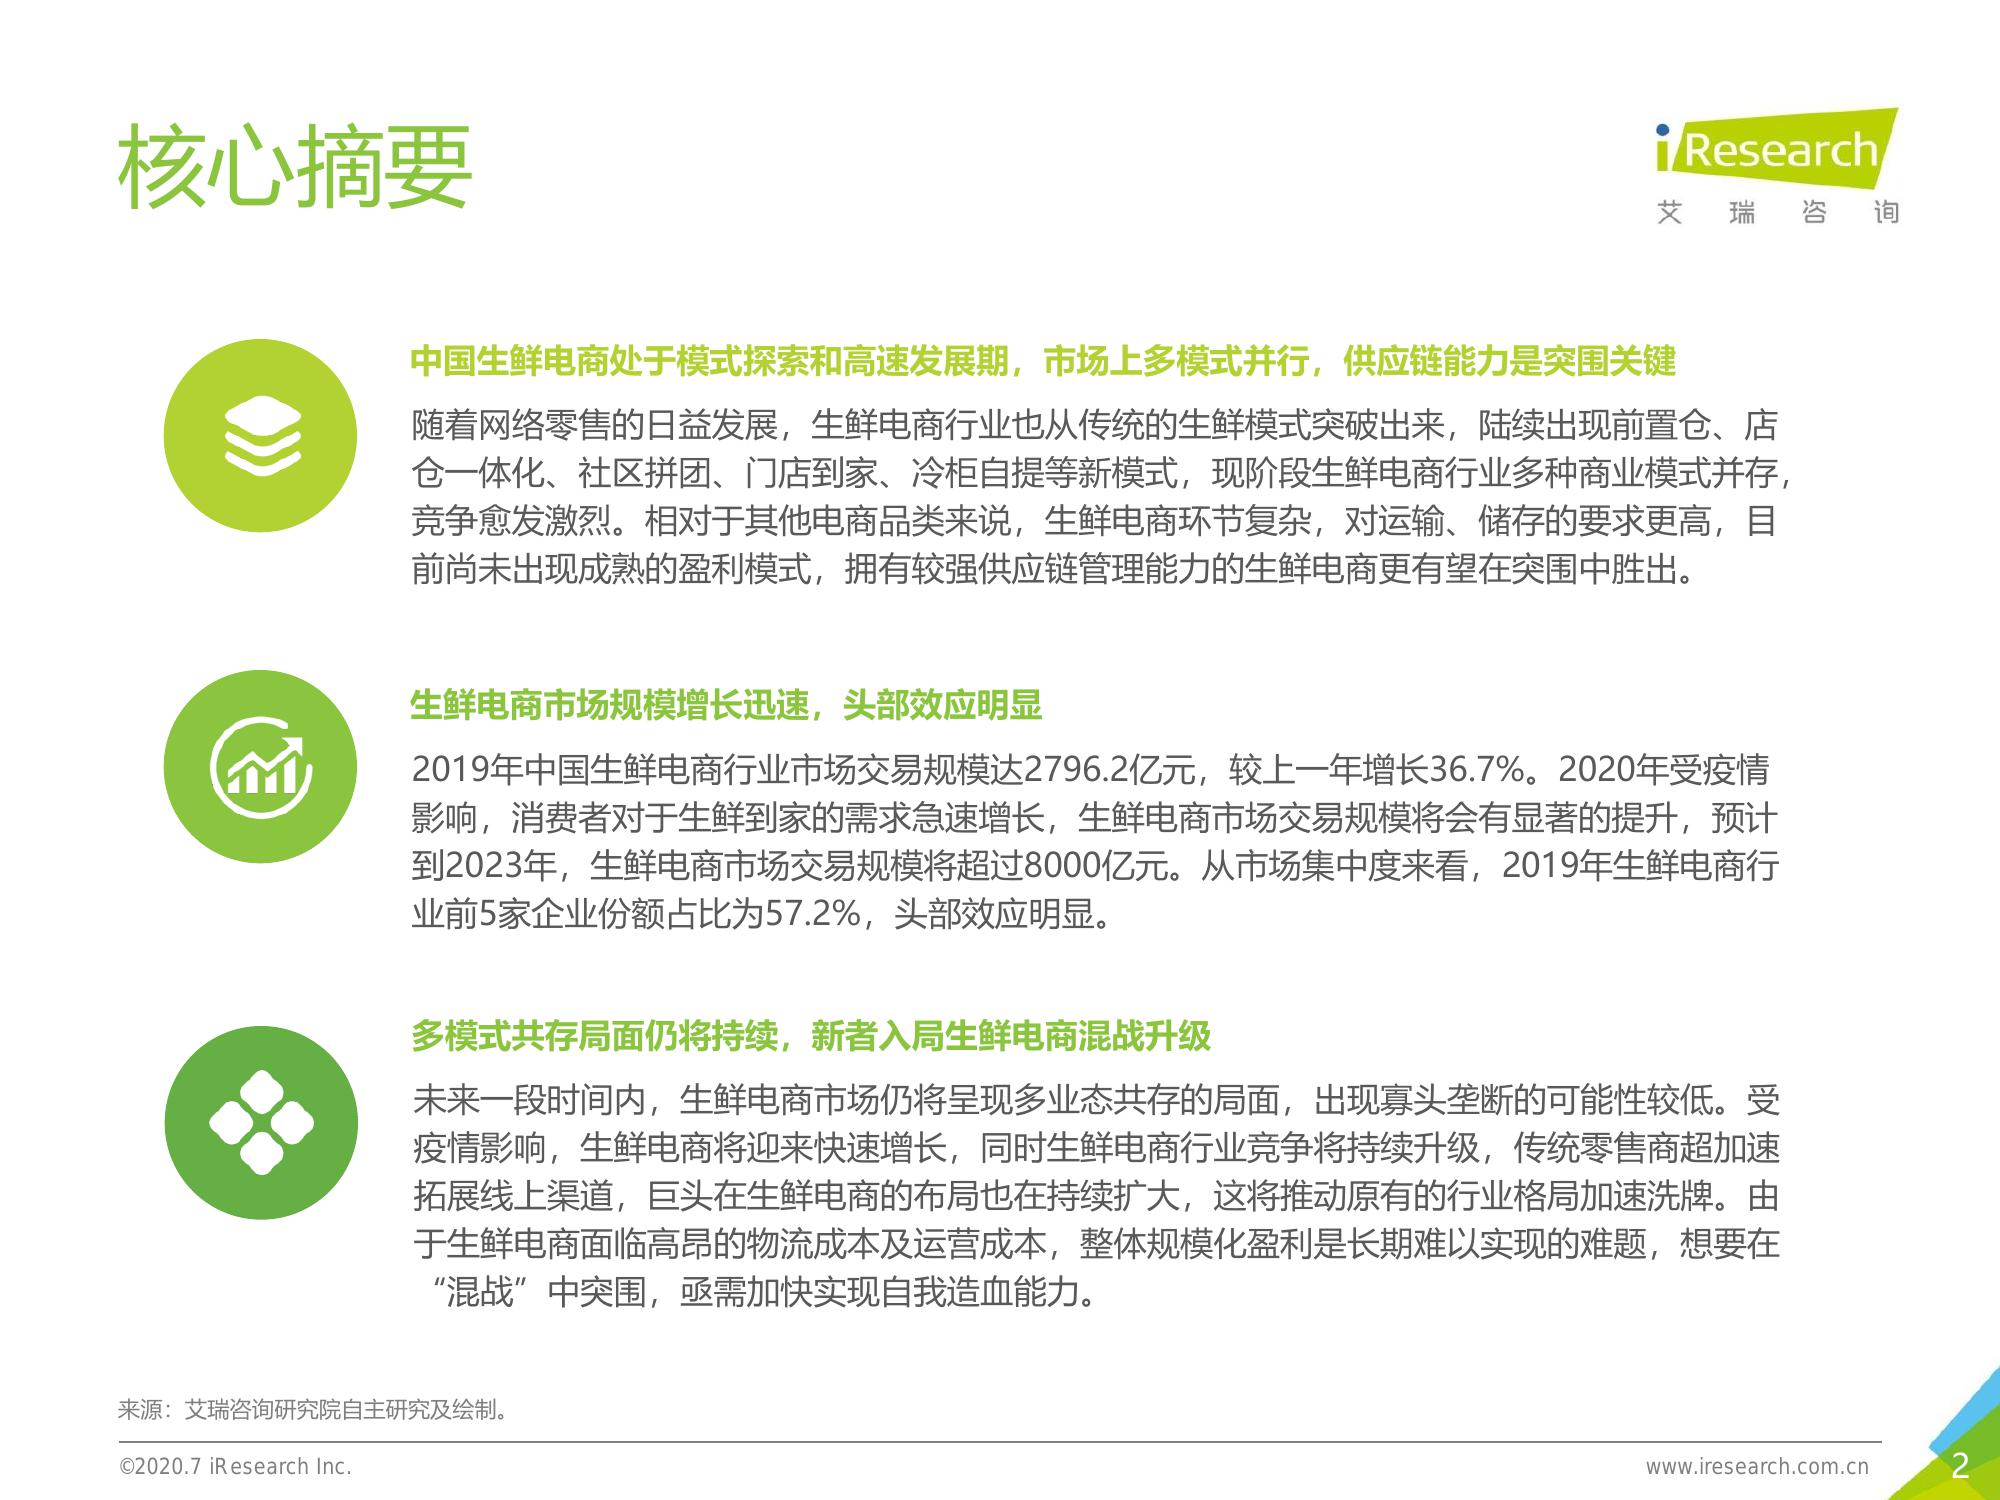 核心摘要
iResearch
艾瑞咨询
中国生鲜电商处于模式探索和高速发展期，市场上多模式并行，供应链能力是突围关键
随着网络零售的日益发展，生鲜电商行业也从传统的生鲜模式突破出来，陆续出现前置仓、店
仓一体化、社区拼团、门店到家、冷柜自提等新模式，现阶段生鲜电商行业多种商业模式并存，
竞争愈发激烈。相对于其他电商品类来说，生鲜电商环节复杂，对运输、储存的要求更高，目
前尚未出现成熟的盈利模式，拥有较强供应链管理能力的生鲜电商更有望在突围中胜出。
生鲜电商市场规模增长迅速，头部效应明显
2019年中国生鲜电商行业市场交易规模达2796.2亿元，较上一年增长36.7%。2020年受疫情
影响，消费者对于生鲜到家的需求急速增长，生鲜电商市场交易规模将会有显著的提升，预计
到2023年，生鲜电商市场交易规模将超过8000亿元。从市场集中度来看，2019年生鲜电商行
业前5家企业份额占比为57.2%，头部效应明显。
多模式共存局面仍将持续，新者入局生鲜电商混战升级
未来一段时间内，生鲜电商市场仍将呈现多业态共存的局面，出现寡头垄断的可能性较低。受
疫情影响，生鲜电商将迎来快速增长，同时生鲜电商行业竞争将持续升级，传统零售商超加速
拓展线上渠道，巨头在生鲜电商的布局也在持续扩大，这将推动原有的行业格局加速洗牌。由
于生鲜电商面临高昂的物流成本及运营成本，整体规模化盈利是长期难以实现的难题，想要在
“混战”中突围，亟需加快实现自我造血能力。
来源：艾瑞咨询研究院自主研究及绘制。
©2020.7 iResearch Inc.
www.iresearch.com.cn
2